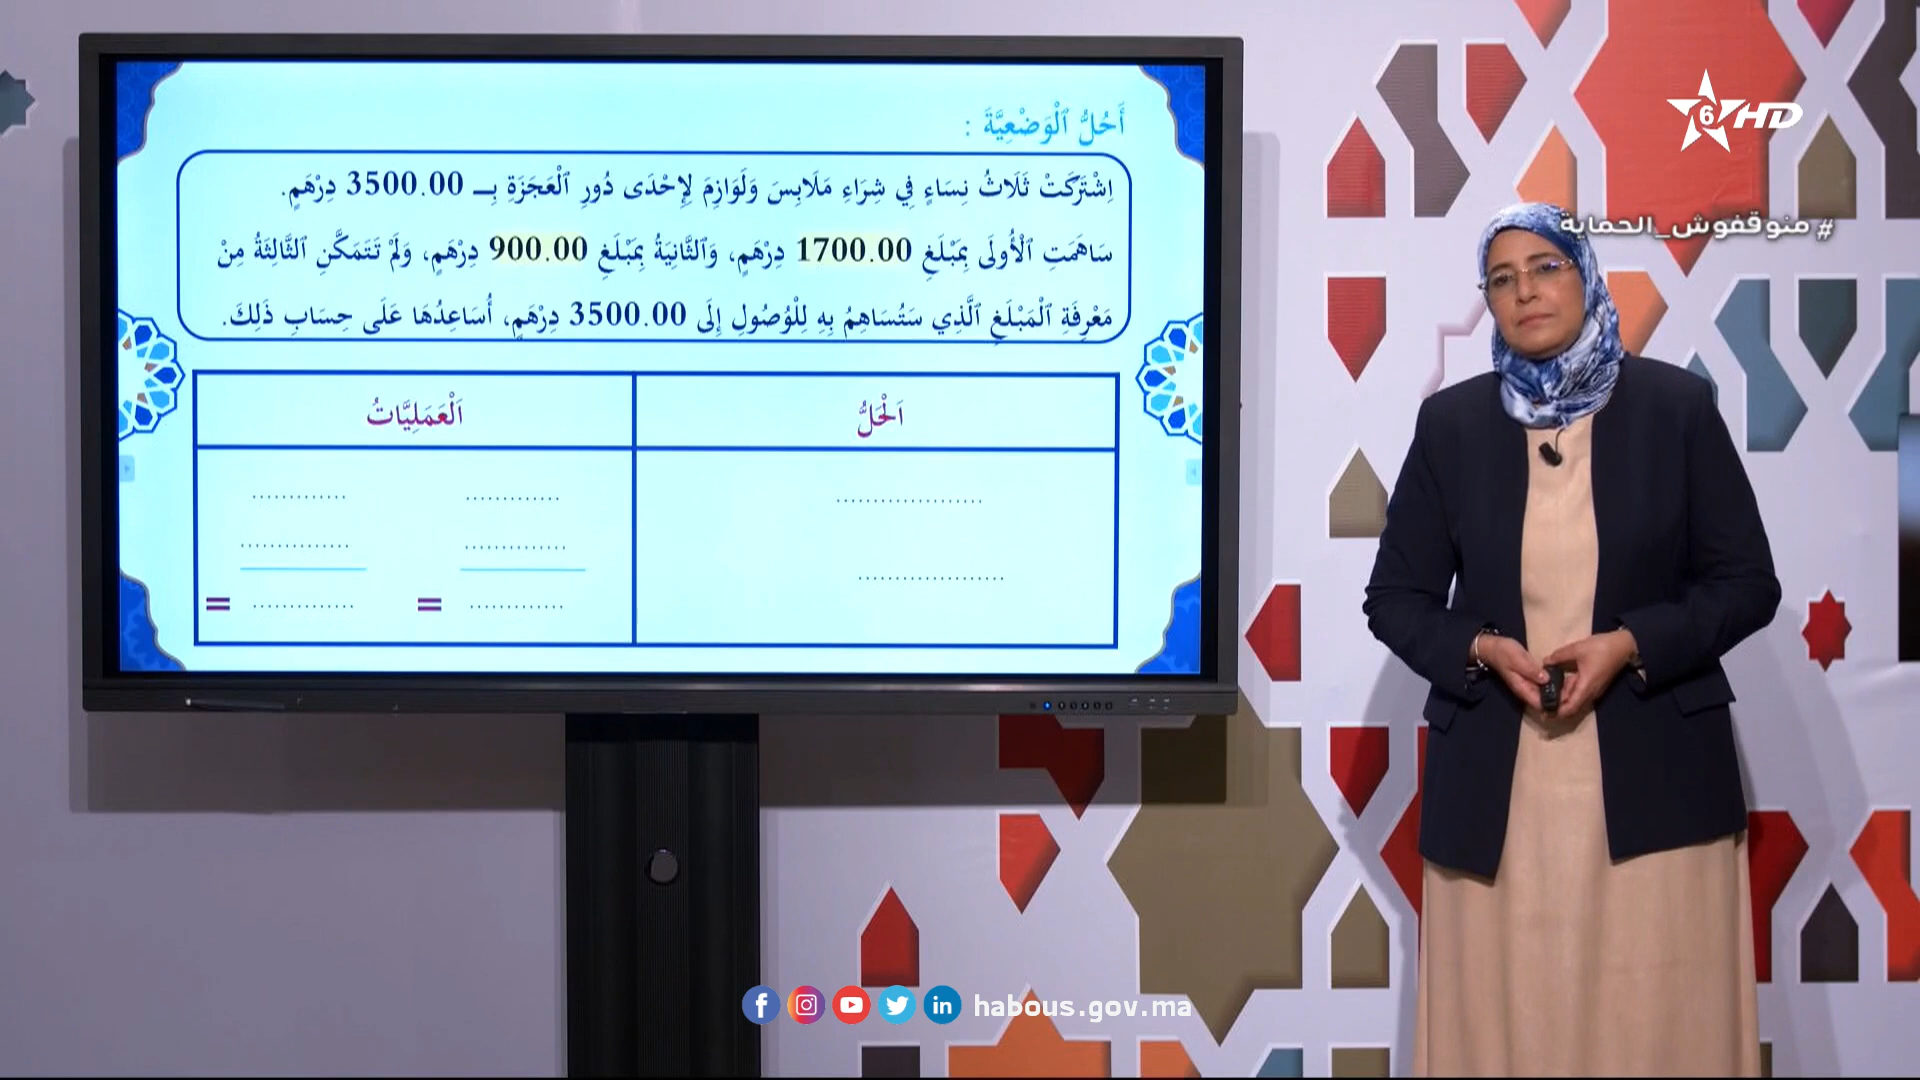 أَحُلُّ ٱلْوَضْعِيَّةَ :
اِشْتَرَكَتْ ثَلَاثُ نِسَاءٍ فِي شِرَاءِ مَلَابِسَ وَلَوَازِمَ لِإِحْدَى دُورِ ٱلْعَجَزَةِ بِـــ 3500.00 دِرْهَمٍ.
سَاهَمَتِ ٱلْأُولَى بِمَبْلَغِ 1700.00 دِرْهَمٍ، وَٱلثَّانِيَةُ بِمَبْلَغِ 900.00 دِرْهَمٍ، وَلَمْ تَتَمَكَّنِ ٱلثَّالِثَةُ مِنْ
مَعْرِفَةِ ٱلْمَبْلَغِ ٱلَّذِي سَتُسَاهِمُ بِهِ لِلْوُصُولِ إِلَى 3500.00 دِرْهَمٍ، أُسَاعِدُهَا عَلَى حِسَابِ ذَلِكَ.
اَلْحَلُّ
اَلْعَمَلِيَّاتُ
.................... ............. .............
.............. ...............
....................
............. = .............. =
6 HD
#منوقفوش_الحماية
habous.gov.ma